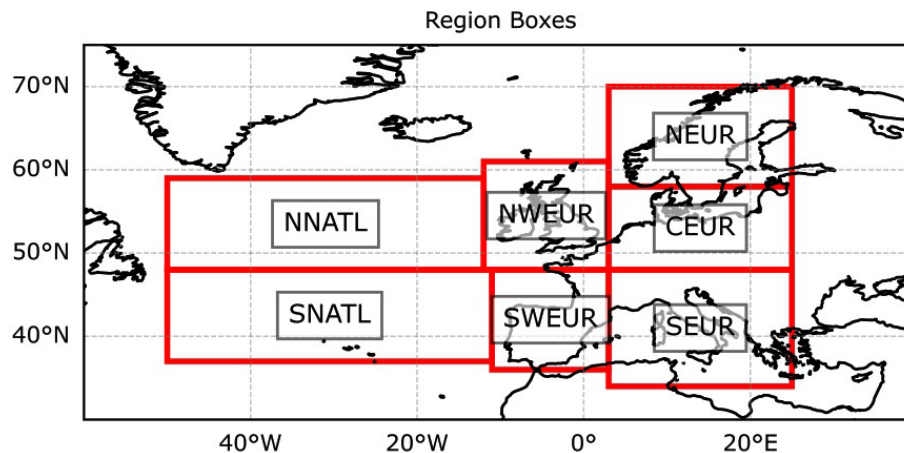 Region Boxes
70°N
60°N
50°N
40°N
NEUR
NNATL
NWEUR
CEUR
SNATL
SWEUR
SEUR
40°W
20°W
0°
20°E